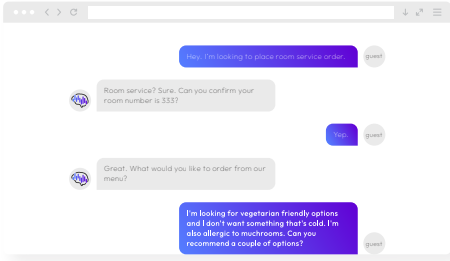 Hey. I'm looking to place room service order.
guest
Room service? Sure. Can you confirm your
room number is 333?
Yep.
guest
Great. What would you like to order from our
menu?
I'm looking for vegetarian friendly options
and I don't want something that's cold. I'm
also allergic to muchrooms. Can you
recommend a couple of options?
guest